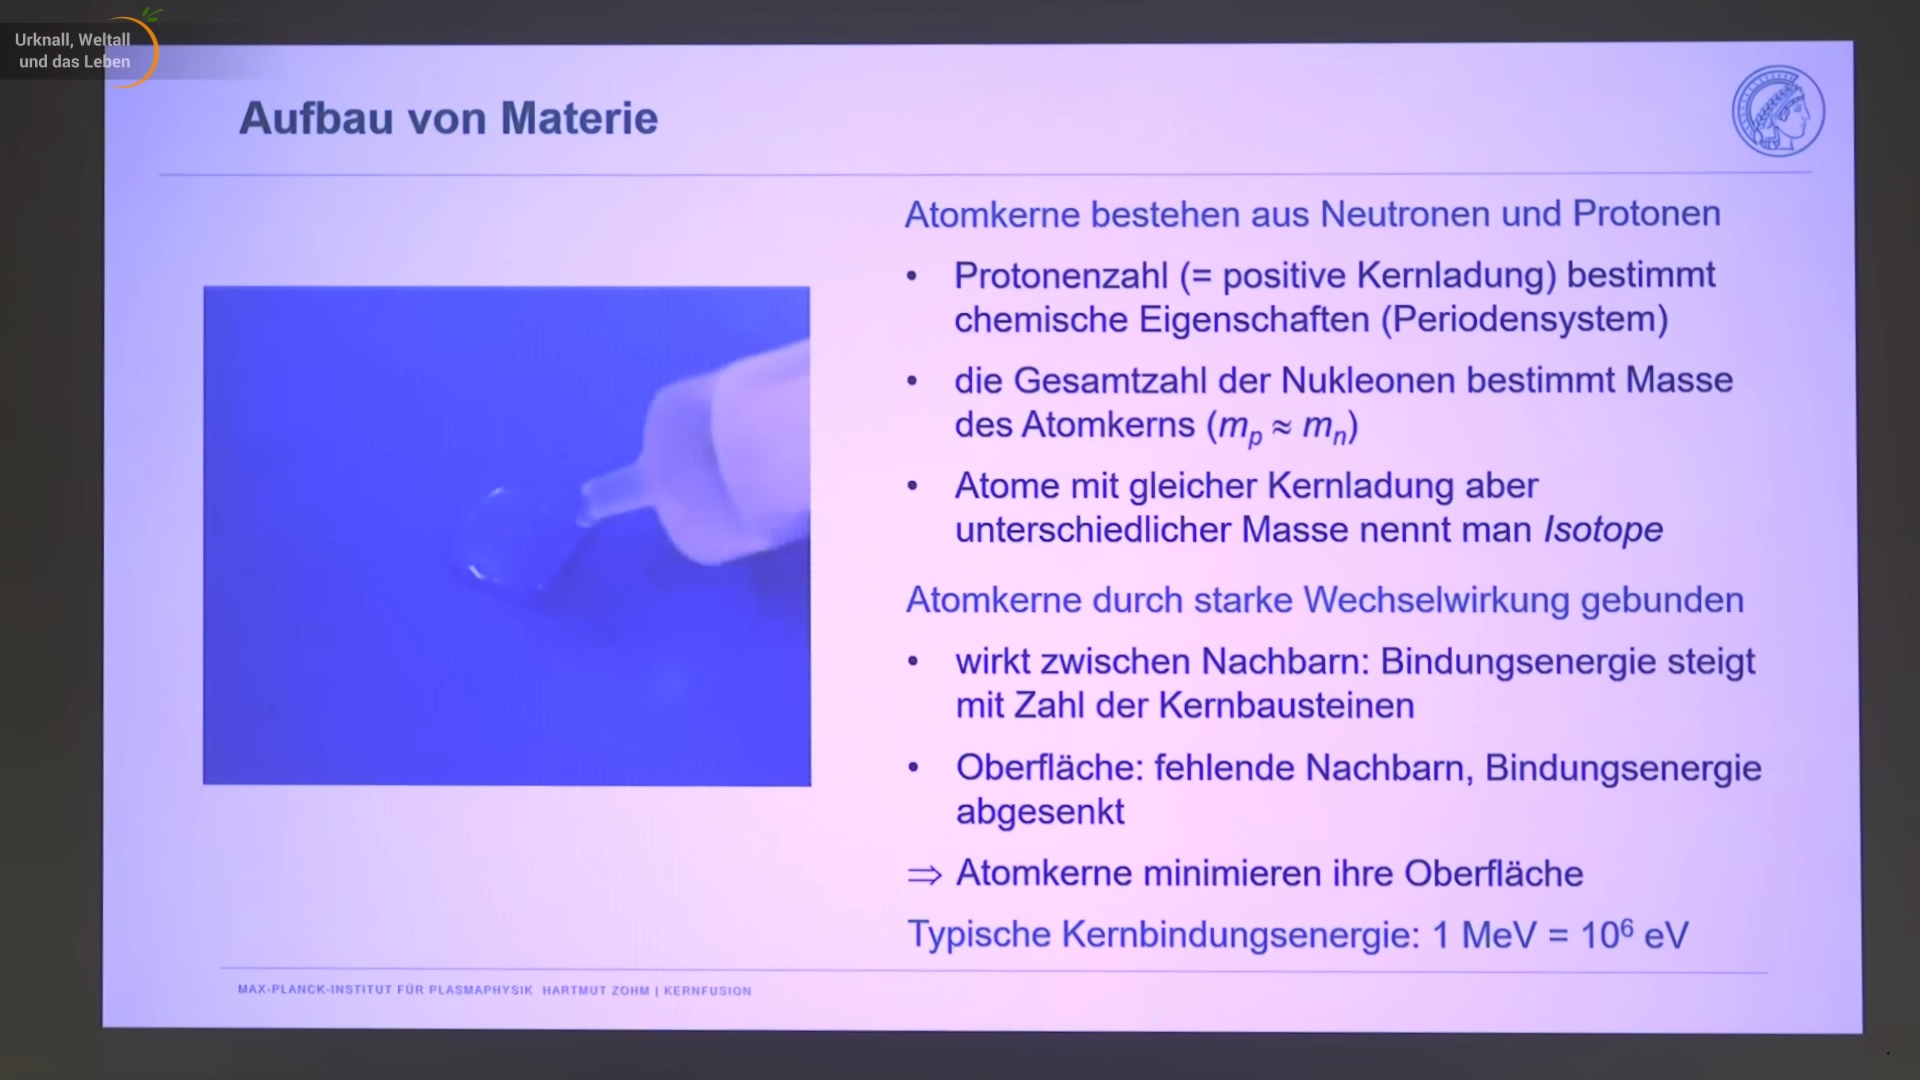 Urknall, Weltall
und das Leben
Aufbau von Materie
Atomkerne bestehen aus Neutronen und Protonen
• Protonenzahl (= positive Kernladung) bestimmt
chemische Eigenschaften (Periodensystem)
• die Gesamtzahl der Nukleonen bestimmt Masse
des Atomkerns (mₚ ≈ mₙ)
• Atome mit gleicher Kernladung aber
unterschiedlicher Masse nennt man Isotope
Atomkerne durch starke Wechselwirkung gebunden
• wirkt zwischen Nachbarn: Bindungsenergie steigt
mit Zahl der Kernbausteinen
• Oberfläche: fehlende Nachbarn, Bindungsenergie
abgesenkt
⇒ Atomkerne minimieren ihre Oberfläche
Typische Kernbindungsenergie: 1 MeV = 10⁶ eV
MAX-PLANCK-INSTITUT FÜR PLASMAPHYSIK HARTMUT ZOHM | KERNFUSION